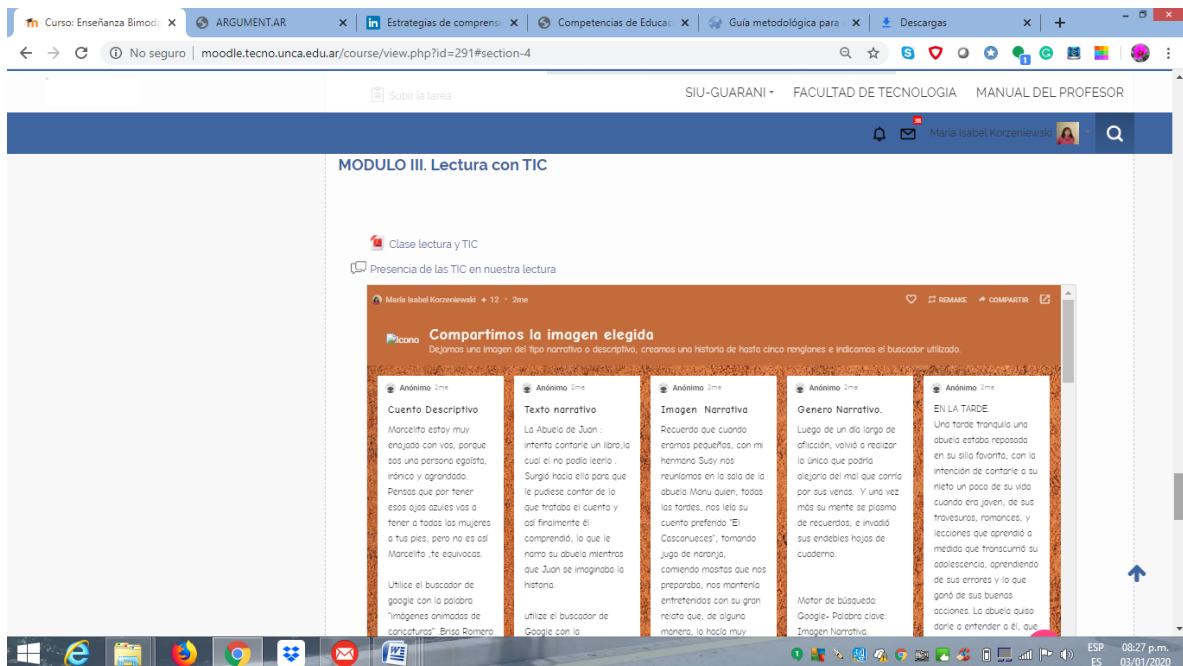 Curso: Enseñanza Bimoda
ARGUMENT.AR
Estrategias de comprensi
Competencias de Educac
Guía metodológica para
Descargas
No seguro | moodle.tecno.unca.edu.ar/course/view.php?id=291#section-4
Subir la tarea
SIU-GUARANI
FACULTAD DE TECNOLOGIA
MANUAL DEL PROFESOR
38
Maria Isabel Korzeniewski
MODULO III. Lectura con TIC
Clase lectura y TIC
Presencia de las TIC en nuestra lectura
María Isabel Korzeniewski + 12 • 2me
REMAKE
COMPARTIR
Icono
Compartimos la imagen elegida
Dejamos una imagen del tipo narrativo o descriptivo, creamos una historia de hasta cinco renglones e indicamos el buscador utilizado.
Anónimo 2me
Cuento Descriptivo
Marcelito estoy muy
enojado con vos, porque
sos una persona egoísta,
irónico y agrandado.
Pensas que por tener
esos ojos azules vas a
tener a todas las mujeres
a tus pies, pero no es así
Marcelito ,te equivocas.
Utilice el buscador de
google con la palabra
"imágenes animadas de
caricaturas" .Brisa Romero
Anónimo 2me
Texto narrativo
La Abuela de Juan :
intenta contarle un libro,la
cual el no podía leerlo .
Surgió hacia ella para que
le pudiese contar de lo
que trataba el cuento y
así finalmente él
comprendió, lo que le
narro su abuela mientras
que Juan se imaginaba la
historia.
utilize el buscador de
Google con la
Anónimo 2me
Imagen Narrativa
Recuerdo que cuando
eramos pequeñas, con mi
hermana Susy nos
reuníamos en la sala de la
abuela Manu quien, todas
las tardes, nos leía su
cuento preferido "El
Cascanueces", tomando
jugo de naranja,
comiendo masitas que nos
preparaba, nos mantenía
entretenidos con su gran
relato que, de alguna
manera, lo hacía muy
Anónimo 2me
Genero Narrativo.
Luego de un día largo de
aflicción, volvió a realizar
lo único que podría
alejarla del mal que corría
por sus venas. Y una vez
más su mente se plasmo
de recuerdos, e invadió
sus endebles hojas de
cuaderno.
Motor de búsqueda:
Google- Palabra clave:
Imagen Narrativa.
Anónimo 2me
EN LA TARDE.
Una tarde tranquila una
abuela estaba reposada
en su silla favorita, con la
intención de contarle a su
nieto un poco de su vida
cuando era joven, de sus
travesuras, romances, y
lecciones que aprendió a
medida que transcurrió su
adolescencia, aprendiendo
de sus errores y lo que
ganó de sus buenas
acciones. La abuela quiso
darle a entender a él, que
ESP
ES
08:27 p.m.
03/01/2020